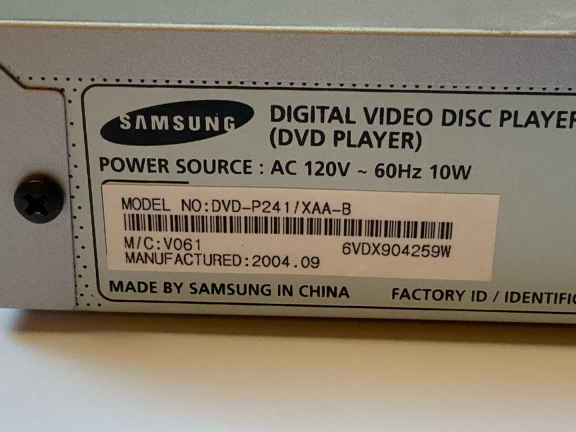 SAMSUNG
DIGITAL VIDEO DISC PLAYER
(DVD PLAYER)
POWER SOURCE : AC 120V ~ 60Hz 10W
MODEL NO:DVD-P241/XAA-B
M/C:V061 6VDX904259W
MANUFACTURED:2004.09
MADE BY SAMSUNG IN CHINA FACTORY ID / IDENTIFIC